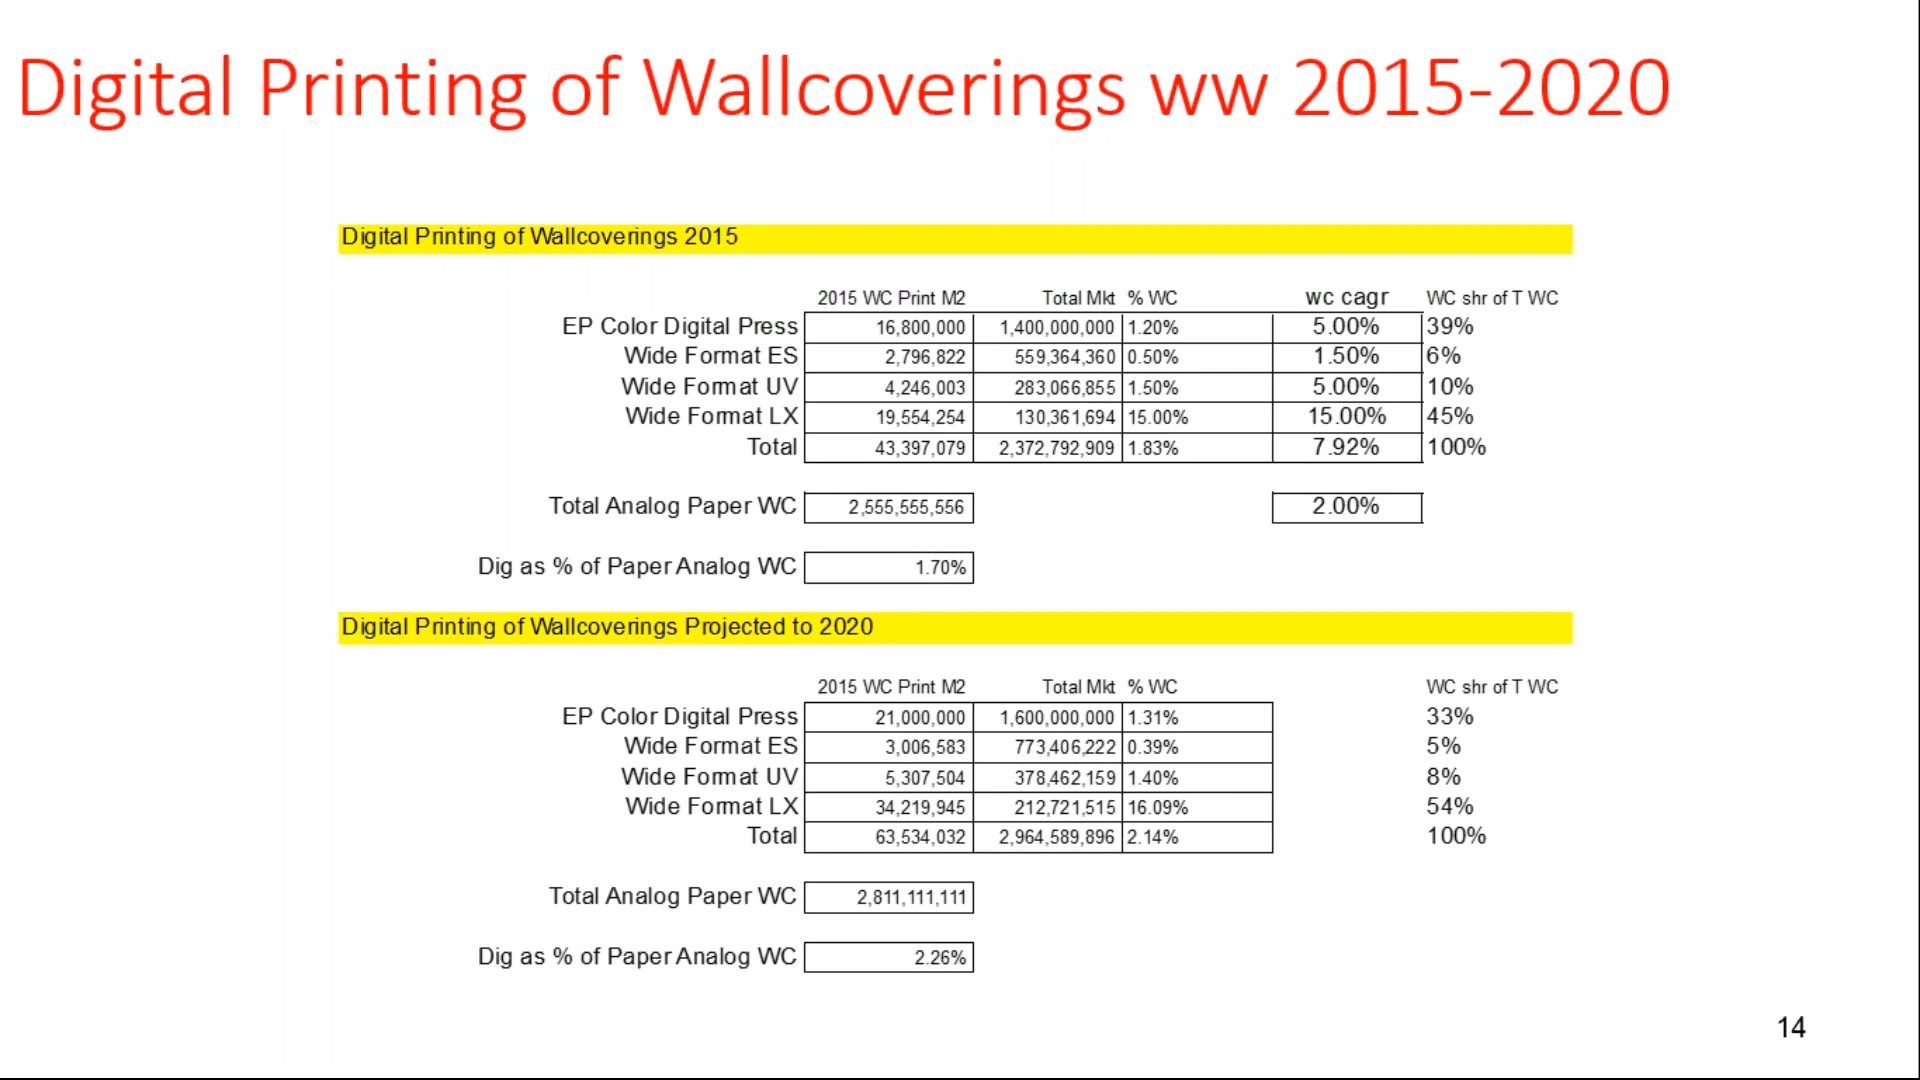 Digital Printing of Wallcoverings ww 2015-2020
Digital Printing of Wallcoverings 2015
2015 WC Print M2 Total Mkt % WC wc cagr WC shr of T WC
EP Color Digital Press 16,800,000 1,400,000,000 1.20% 5.00% 39%
Wide Format ES 2,796,822 559,364,360 0.50% 1.50% 6%
Wide Format UV 4,246,003 283,066,855 1.50% 5.00% 10%
Wide Format LX 19,554,254 130,361,694 15.00% 15.00% 45%
Total 43,397,079 2,372,792,909 1.83% 7.92% 100%
Total Analog Paper WC 2,555,555,556 2.00%
Dig as % of Paper Analog WC 1.70%
Digital Printing of Wallcoverings Projected to 2020
2015 WC Print M2 Total Mkt % WC WC shr of T WC
EP Color Digital Press 21,000,000 1,600,000,000 1.31% 33%
Wide Format ES 3,006,583 773,406,222 0.39% 5%
Wide Format UV 5,307,504 378,462,159 1.40% 8%
Wide Format LX 34,219,945 212,721,515 16.09% 54%
Total 63,534,032 2,964,589,896 2.14% 100%
Total Analog Paper WC 2,811,111,111
Dig as % of Paper Analog WC 2.26%
14